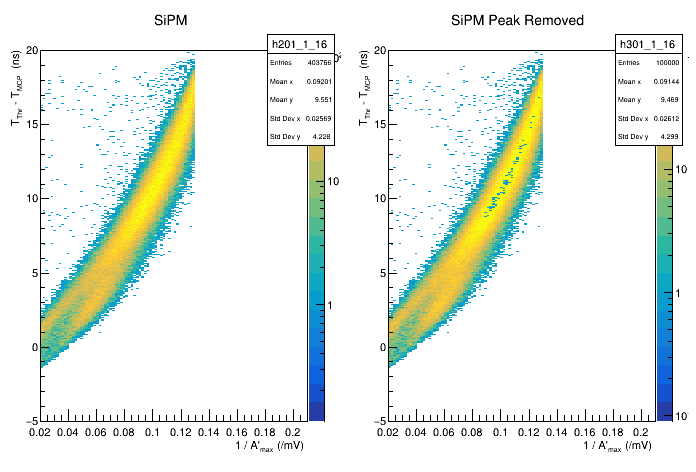 SiPM
SiPM Peak Removed
h201_1_16
Entries 403766
Mean x 0.09201
Mean y 9.551
Std Dev x 0.02569
Std Dev y 4.228
h301_1_16
Entries 100000
Mean x 0.09144
Mean y 9.469
Std Dev x 0.02612
Std Dev y 4.299
T_Thr - T_MCP (ns)
20
15
10
5
0
−5
0.02 0.04 0.06 0.08 0.1 0.12 0.14 0.16 0.18 0.2
1 / A'_max (/mV)
10
1
T_Thr - T_MCP (ns)
20
15
10
5
0
−5
0.02 0.04 0.06 0.08 0.1 0.12 0.14 0.16 0.18 0.2
1 / A'_max (/mV)
10
1
10